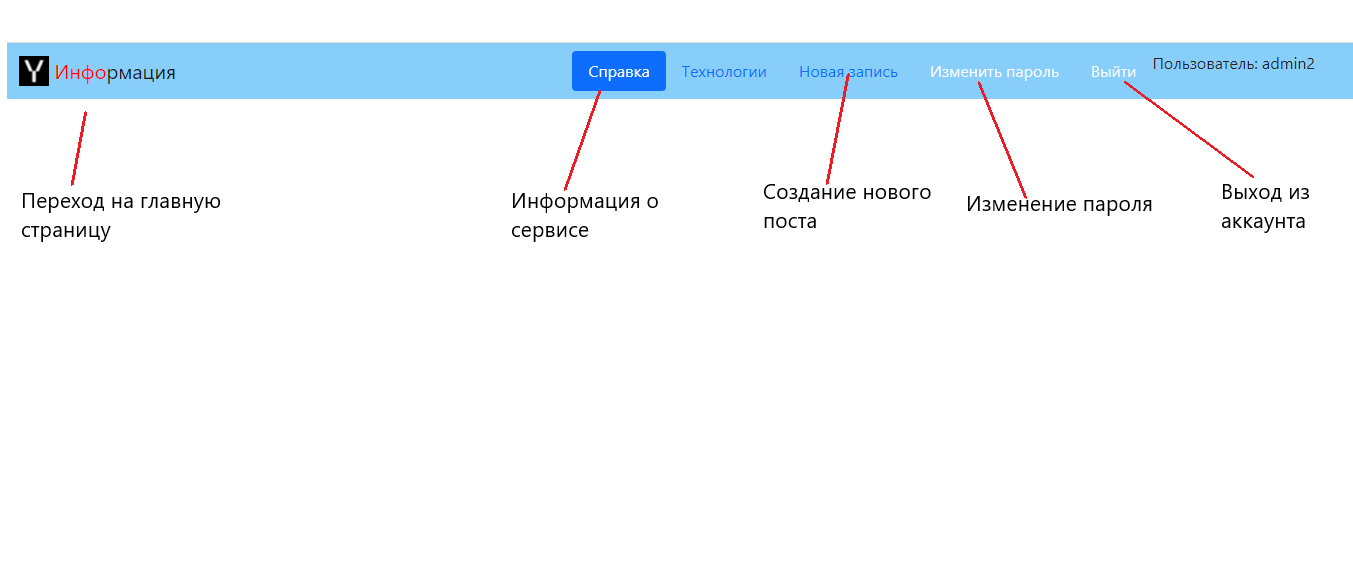 Y Информация Справка Технологии Новая запись Изменить пароль Выйти Пользователь: admin2
Переход на главную
страницу
Информация о
сервисе
Создание нового
поста
Изменение пароля
Выход из
аккаунта